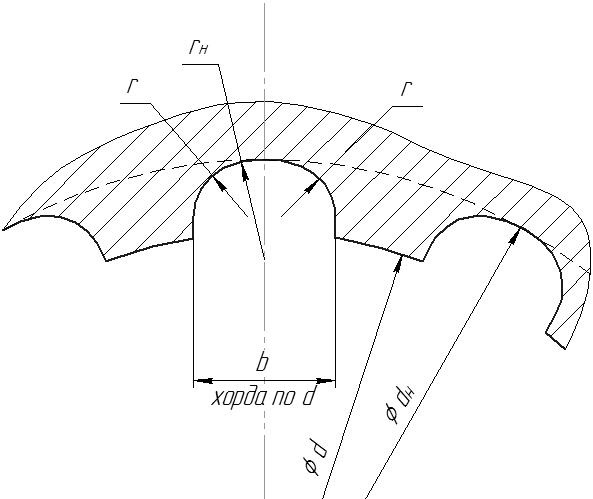 rн
r
r
b
хорда по d
ϕ d
ϕ dн